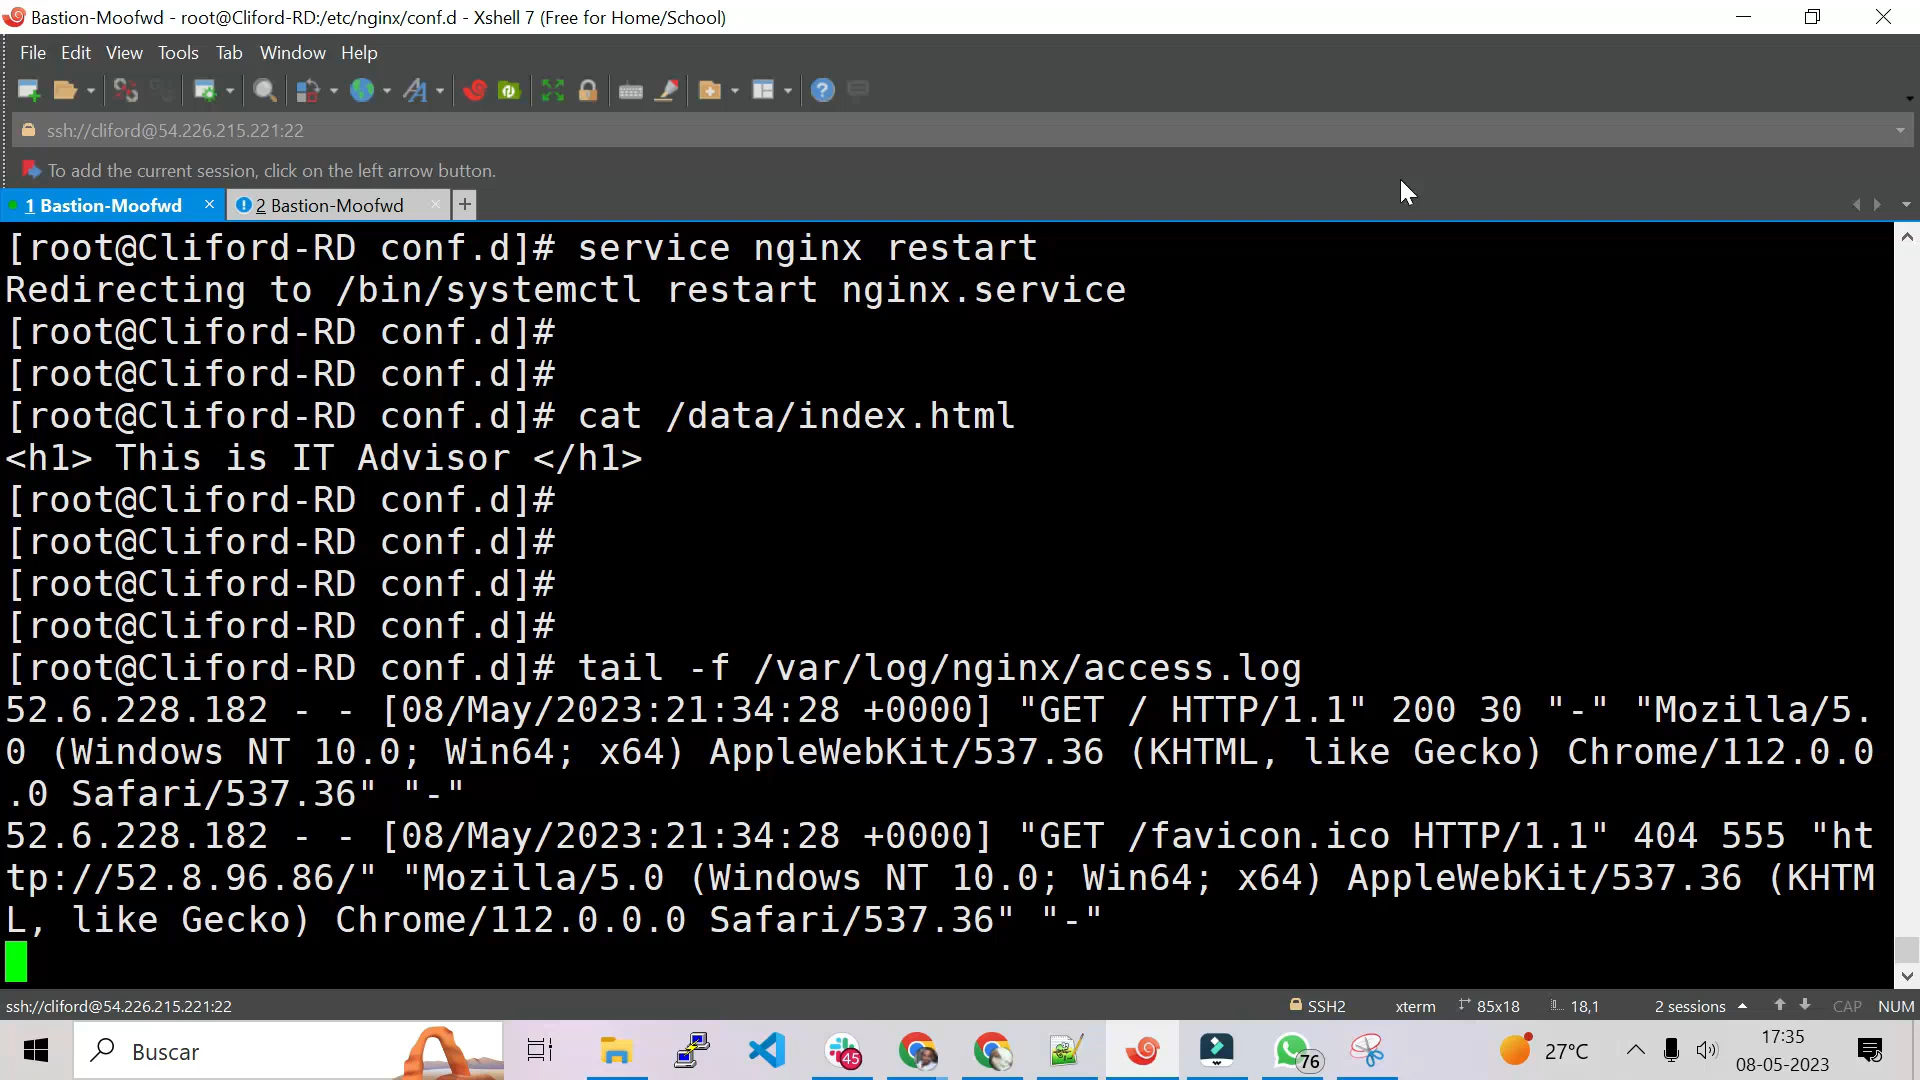 Bastion-Moofwd - root@Cliford-RD:/etc/nginx/conf.d - Xshell 7 (Free for Home/School)
File Edit View Tools Tab Window Help
ssh://cliford@54.226.215.221:22
To add the current session, click on the left arrow button.
1 Bastion-Moofwd × 2 Bastion-Moofwd × +
[root@Cliford-RD conf.d]# service nginx restart
Redirecting to /bin/systemctl restart nginx.service
[root@Cliford-RD conf.d]#
[root@Cliford-RD conf.d]#
[root@Cliford-RD conf.d]# cat /data/index.html
<h1> This is IT Advisor </h1>
[root@Cliford-RD conf.d]#
[root@Cliford-RD conf.d]#
[root@Cliford-RD conf.d]#
[root@Cliford-RD conf.d]#
[root@Cliford-RD conf.d]# tail -f /var/log/nginx/access.log
52.6.228.182 - - [08/May/2023:21:34:28 +0000] "GET / HTTP/1.1" 200 30 "-" "Mozilla/5.
0 (Windows NT 10.0; Win64; x64) AppleWebKit/537.36 (KHTML, like Gecko) Chrome/112.0.0
.0 Safari/537.36" "-"
52.6.228.182 - - [08/May/2023:21:34:28 +0000] "GET /favicon.ico HTTP/1.1" 404 555 "ht
tp://52.8.96.86/" "Mozilla/5.0 (Windows NT 10.0; Win64; x64) AppleWebKit/537.36 (KHTM
L, like Gecko) Chrome/112.0.0.0 Safari/537.36" "-"
ssh://cliford@54.226.215.221:22 SSH2 xterm 85x18 18,1 2 sessions CAP NUM
Buscar 45 76 27°C 17:35
08-05-2023